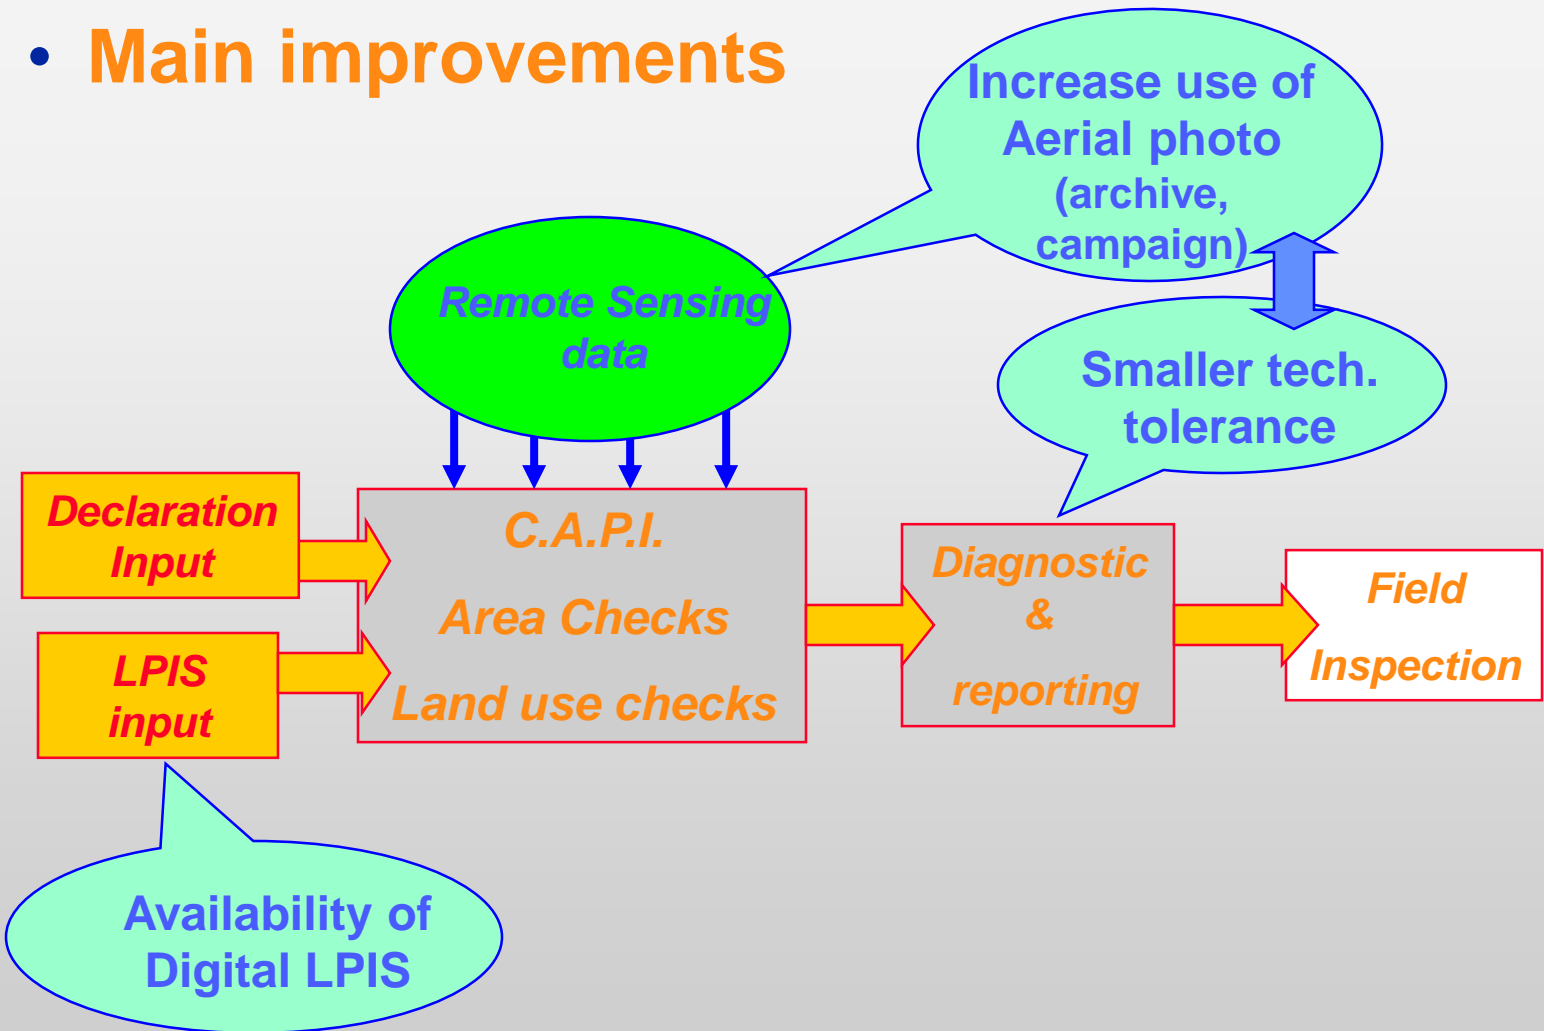 • Main improvements
Increase use of
Aerial photo
(archive,
campaign)
Remote Sensing
data
Smaller tech.
tolerance
Declaration
Input
C.A.P.I.
Area Checks
Land use checks
Diagnostic
&
reporting
Field
Inspection
LPIS
input
Availability of
Digital LPIS